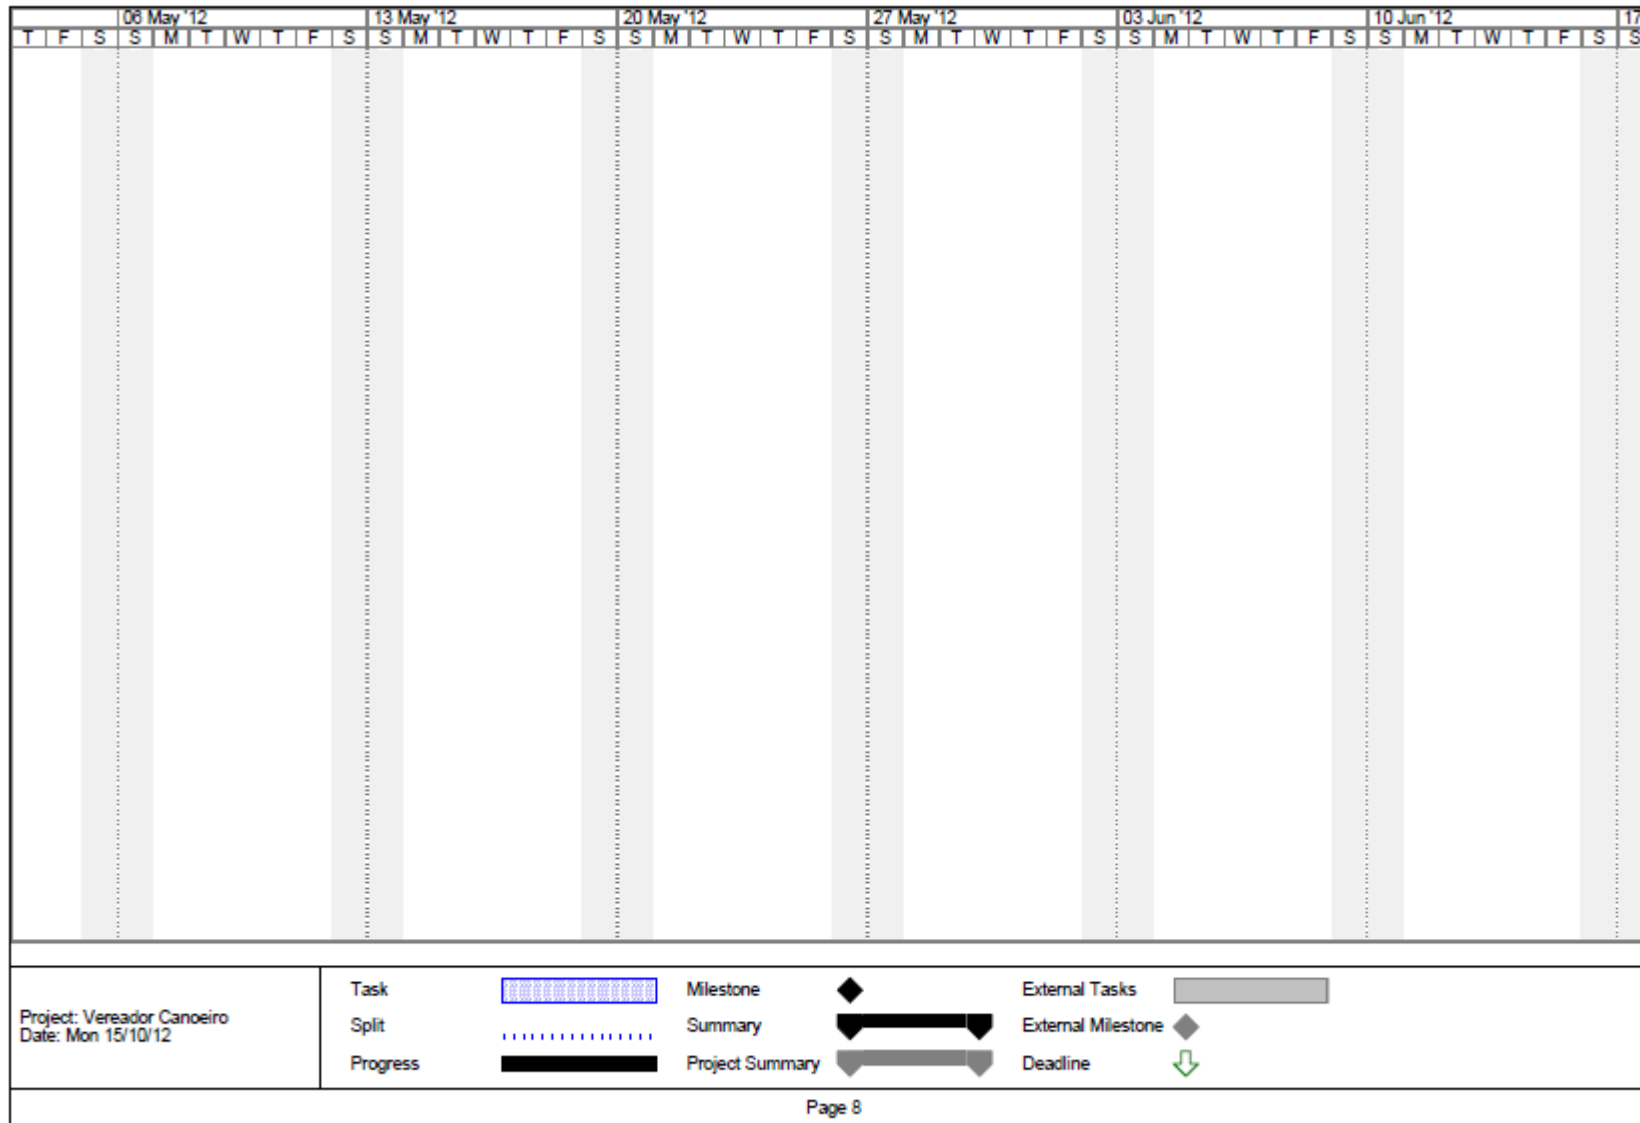 06 May '12 13 May '12 20 May '12 27 May '12 03 Jun '12 10 Jun '12 17
T F S S M T W T F S S M T W T F S S M T W T F S S M T W T F S S M T W T F S S M T W T F S S
Task Milestone External Tasks
Project: Vereador Canoeiro
Date: Mon 15/10/12
Split Summary External Milestone
Progress Project Summary Deadline
Page 8